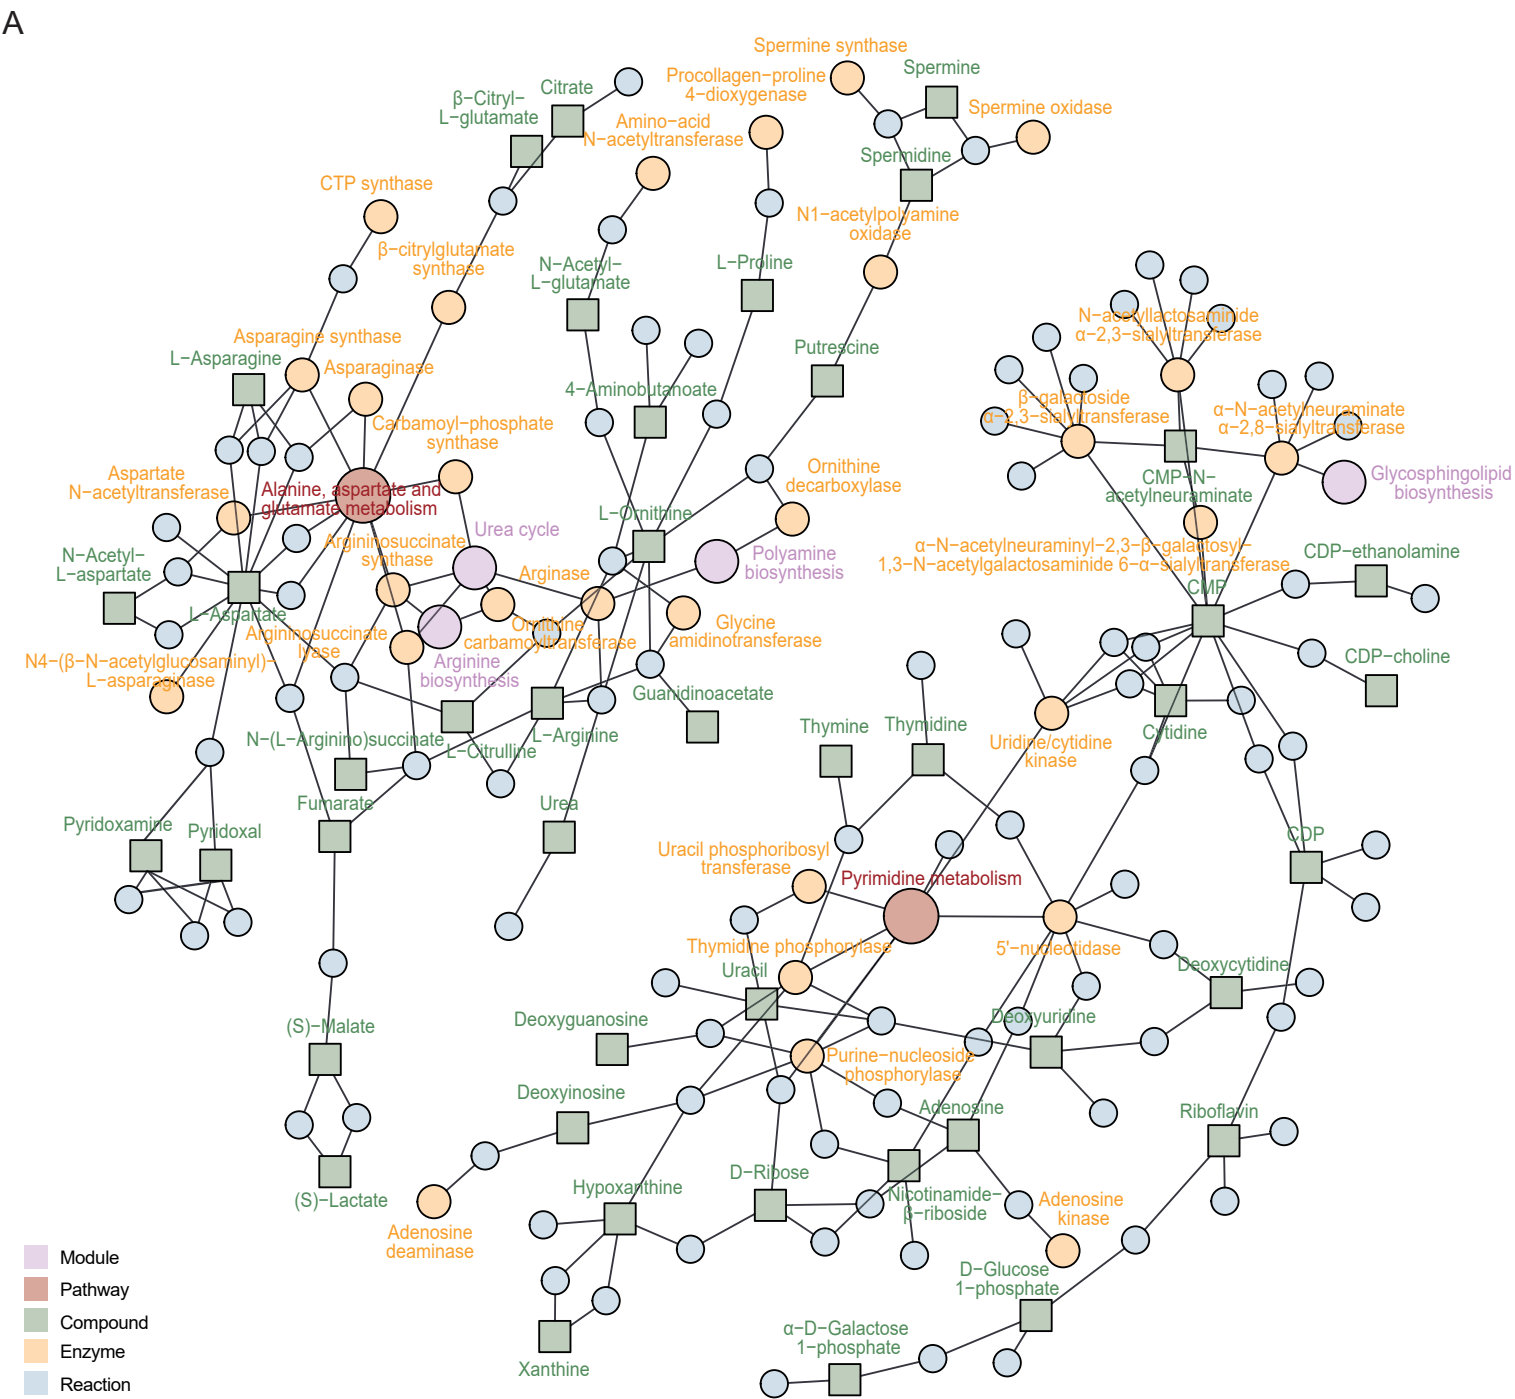 A
Spermine synthase
Procollagen−proline
4−dioxygenase
Spermine
Citrate
β−Citryl−
L−glutamate
Spermine oxidase
Amino−acid
N−acetyltransferase
Spermidine
CTP synthase
N1−acetylpolyamine
oxidase
β−citrylglutamate
synthase
N−Acetyl−
L−glutamate
L−Proline
N−acetyllactosaminide
α−2,3−sialyltransferase
Asparagine synthase
L−Asparagine
Asparaginase
Putrescine
4−Aminobutanoate
β−galactoside
α−2,3−sialyltransferase
α−N−acetylneuraminate
α−2,8−sialyltransferase
Carbamoyl−phosphate
synthase
Aspartate
N−acetyltransferase
Alanine, aspartate and
glutamate metabolism
Ornithine
decarboxylase
CMP−N−
acetylneuraminate
Glycosphingolipid
biosynthesis
L−Ornithine
Urea cycle
Argininosuccinate
synthase
N−Acetyl−
L−aspartate
Arginase
Polyamine
biosynthesis
α−N−acetylneuraminyl−2,3−β−galactosyl−
1,3−N−acetylgalactosaminide 6−α−sialyltransferase
CDP−ethanolamine
CMP
L−Aspartate
Argininosuccinate
lyase
Ornithine
carbamoyltransferase
Glycine
amidinotransferase
N4−(β−N−acetylglucosaminyl)−
L−asparaginase
Arginine
biosynthesis
CDP−choline
Guanidinoacetate
N−(L−Arginino)succinate
L−Citrulline
L−Arginine
Thymine
Thymidine
Uridine/cytidine
kinase
Cytidine
Fumarate
Urea
Pyridoxamine
Pyridoxal
CDP
Uracil phosphoribosyl
transferase
Pyrimidine metabolism
Thymidine phosphorylase
5'−nucleotidase
Uracil
Deoxycytidine
(S)−Malate
Deoxyguanosine
Deoxyuridine
Purine−nucleoside
phosphorylase
Deoxyinosine
Adenosine
Riboflavin
(S)−Lactate
Hypoxanthine
D−Ribose
Nicotinamide−
β−riboside
Adenosine
kinase
Adenosine
deaminase
D−Glucose
1−phosphate
α−D−Galactose
1−phosphate
Xanthine
Module
Pathway
Compound
Enzyme
Reaction